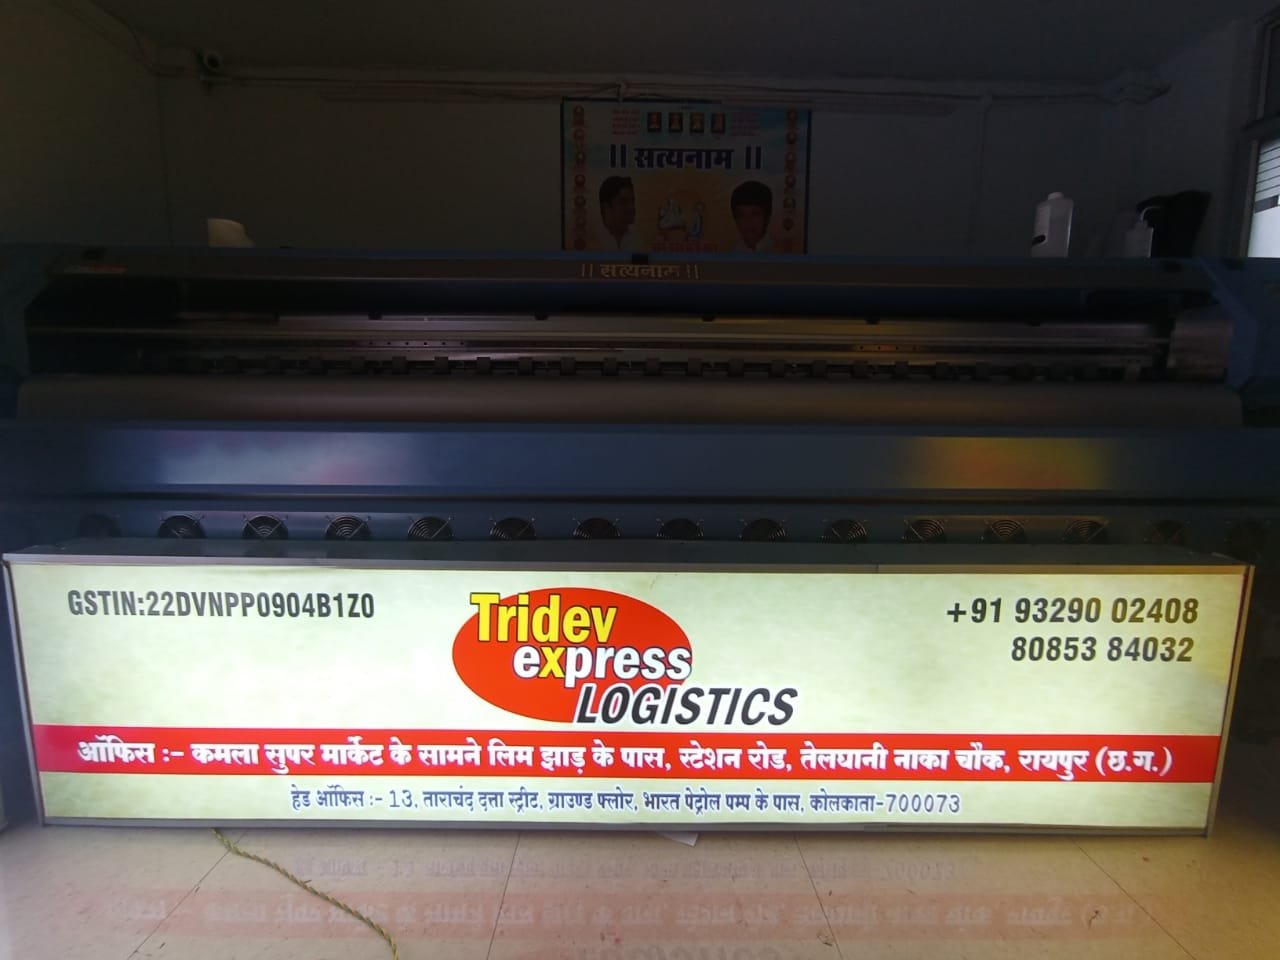 || सत्यनाम ||
|| सत्यनाम ||
GSTIN:22DVNPP0904B1Z0
Tridev
express
LOGISTICS
+91 93290 02408
80853 84032
ऑफिस :- कमला सुपर मार्केट के सामने लिम झाड़ के पास, स्टेशन रोड, तेलघानी नाका चौक, रायपुर (छ.ग.)
हेड ऑफिस :- 13, ताराचंद दत्ता स्ट्रीट, ग्राउण्ड फ्लोर, भारत पेट्रोल पम्प के पास, कोलकाता-700073